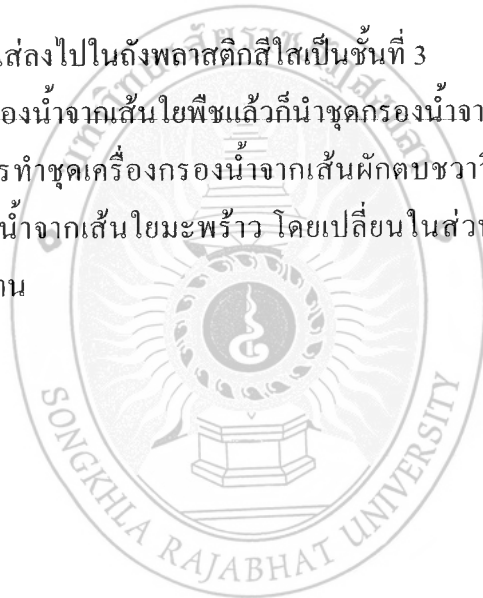 ใส่ลงไปในถังพลาสติกสีใสเป็นชั้นที่ 3
องน้ำจากเส้นใยพืชแล้วก็นำชุดกรองน้ำจา
รทำชุดเครื่องกรองน้ำจากเส้นผักตบชวาวิ
น้ำจากเส้นใยมะพร้าว โดยเปลี่ยนในส่วน
าน
SONGKHLA RAJABHAT UNIVERSITY